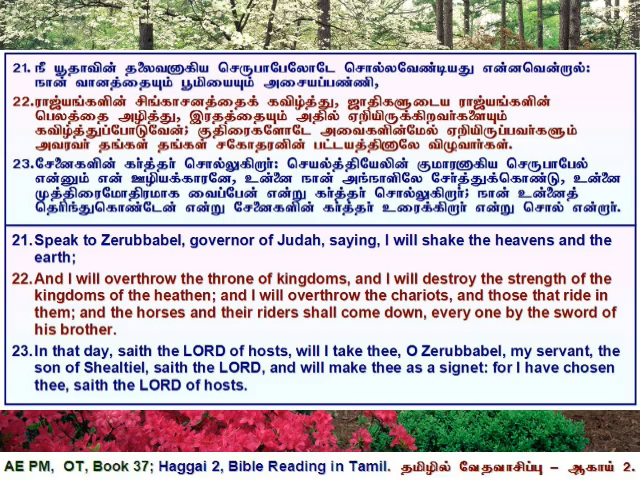 21. நீ யூதாவின் தலைவனாகிய செருபாபேலோடே சொல்லவேண்டியது என்னவென்றால்:
நான் வானத்தையும் பூமியையும் அசையப்பண்ணி,
22. ராஜ்யங்களின் சிங்காசனத்தைக் கவிழ்த்து, ஜாதிகளுடைய ராஜ்யங்களின்
பெலத்தை அழித்து, இரதத்தையும் அதில் ஏறியிருக்கிறவர்களையும்
கவிழ்த்துப்போடுவேன்; குதிரைகளோடே அவைகளின்மேல் ஏறியிருப்பவர்களும்
அவரவர் தங்கள் தங்கள் சகோதரனின் பட்டயத்தினாலே விழுவார்கள்.
23. சேனைகளின் கர்த்தர் சொல்லுகிறார்: செயல்த்தியேலின் குமாரனாகிய செருபாபேல்
என்னும் என் ஊழியக்காரனே, உன்னை நான் அந்நாளிலே சேர்த்துக்கொண்டு, உன்னை
முத்திரைமோதிரமாக வைப்பேன் என்று கர்த்தர் சொல்லுகிறார்; நான் உன்னைத்
தெரிந்துகொண்டேன் என்று சேனைகளின் கர்த்தர் உரைக்கிறார் என்று சொல் என்றார்.
21. Speak to Zerubbabel, governor of Judah, saying, I will shake the heavens and the
earth;
22. And I will overthrow the throne of kingdoms, and I will destroy the strength of the
kingdoms of the heathen; and I will overthrow the chariots, and those that ride in
them; and the horses and their riders shall come down, every one by the sword of
his brother.
23. In that day, saith the LORD of hosts, will I take thee, O Zerubbabel, my servant, the
son of Shealtiel, saith the LORD, and will make thee as a signet: for I have chosen
thee, saith the LORD of hosts.
AE PM, OT, Book 37; Haggai 2, Bible Reading in Tamil. தமிழில் வேதவாசிப்பு – ஆகாய் 2.